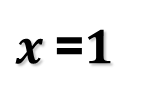 x = 1